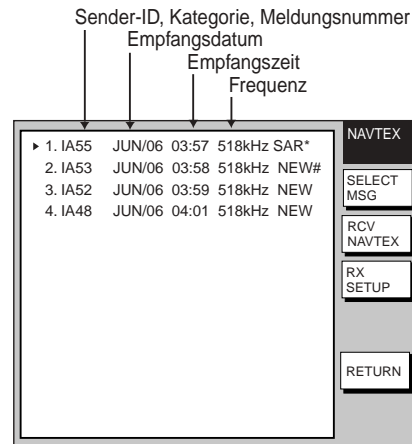 Sender-ID, Kategorie, Meldungsnummer
Empfangsdatum
Empfangszeit
Frequenz
▸ 1. IA55 JUN/06 03:57 518kHz SAR*
2. IA53 JUN/06 03:58 518kHz NEW#
3. IA52 JUN/06 03:59 518kHz NEW
4. IA48 JUN/06 04:01 518kHz NEW
NAVTEX
SELECT
MSG
RCV
NAVTEX
RX
SETUP
RETURN